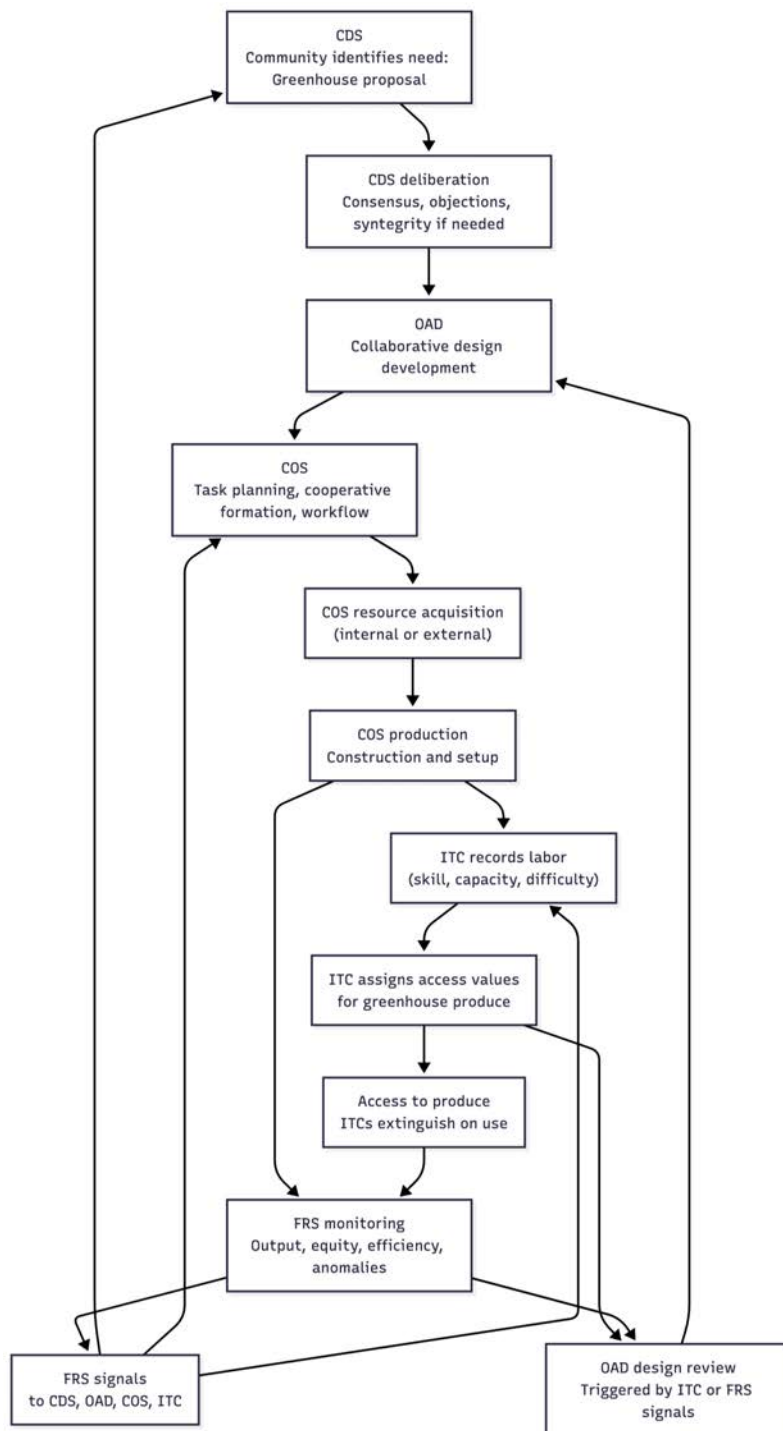 CDS
Community identifies need:
Greenhouse proposal
CDS deliberation
Consensus, objections,
syntegrity if needed
OAD
Collaborative design
development
COS
Task planning, cooperative
formation, workflow
COS resource acquisition
(internal or external)
COS production
Construction and setup
ITC records labor
(skill, capacity, difficulty)
ITC assigns access values
for greenhouse produce
Access to produce
ITCs extinguish on use
FRS monitoring
Output, equity, efficiency,
anomalies
FRS signals
to CDS, OAD, COS, ITC
OAD design review
Triggered by ITC or FRS
signals